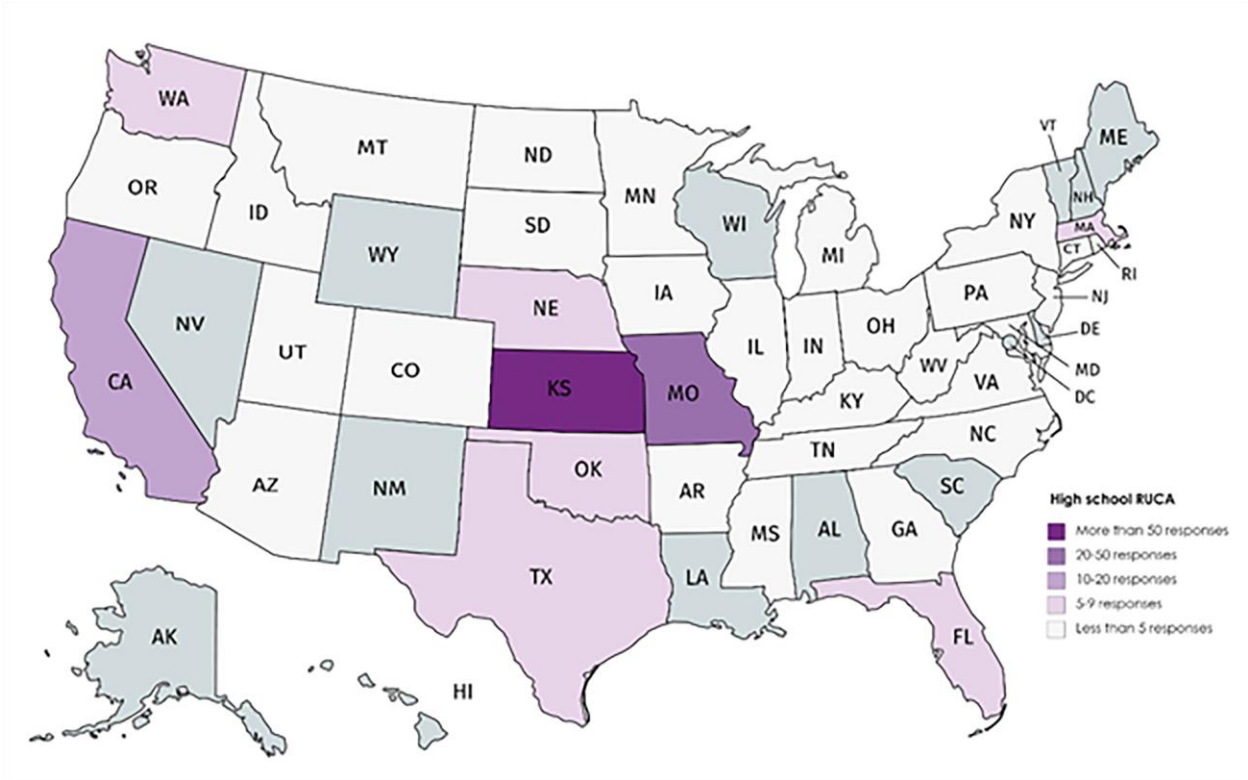 WA
MT
ND
MN
OR
ID
SD
WY
WI
MI
NY
VT
ME
NH
MA
CT
RI
NJ
DE
MD
DC
NE
IA
PA
NV
UT
CO
KS
MO
IL
IN
OH
WV
VA
KY
CA
AZ
NM
OK
AR
TN
NC
SC
MS
AL
GA
TX
LA
FL
AK
HI
High school RUCA
More than 50 responses
20-50 responses
10-20 responses
5-9 responses
Less than 5 responses